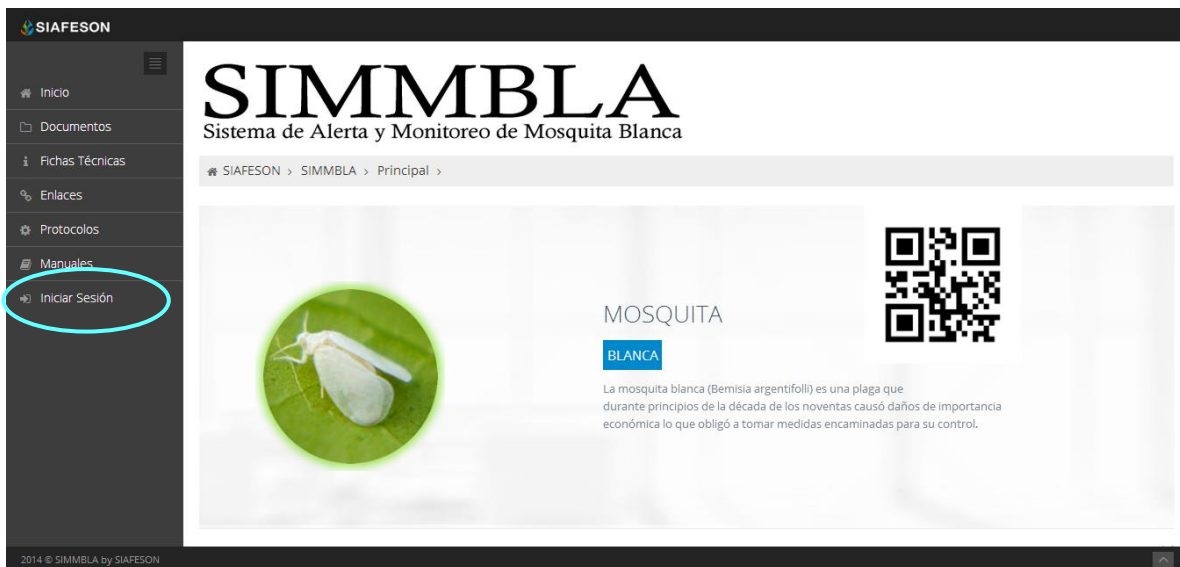 SIAFESON
Inicio
Documentos
Fichas Técnicas
Enlaces
Protocolos
Manuales
Iniciar Sesión
SIMMBLA
Sistema de Alerta y Monitoreo de Mosquita Blanca
SIAFESON > SIMMBLA > Principal >
MOSQUITA
BLANCA
La mosquita blanca (Bemisia argentifolli) es una plaga que
durante principios de la década de los noventas causó daños de importancia
económica lo que obligó a tomar medidas encaminadas para su control.
2014 © SIMMBLA by SIAFESON